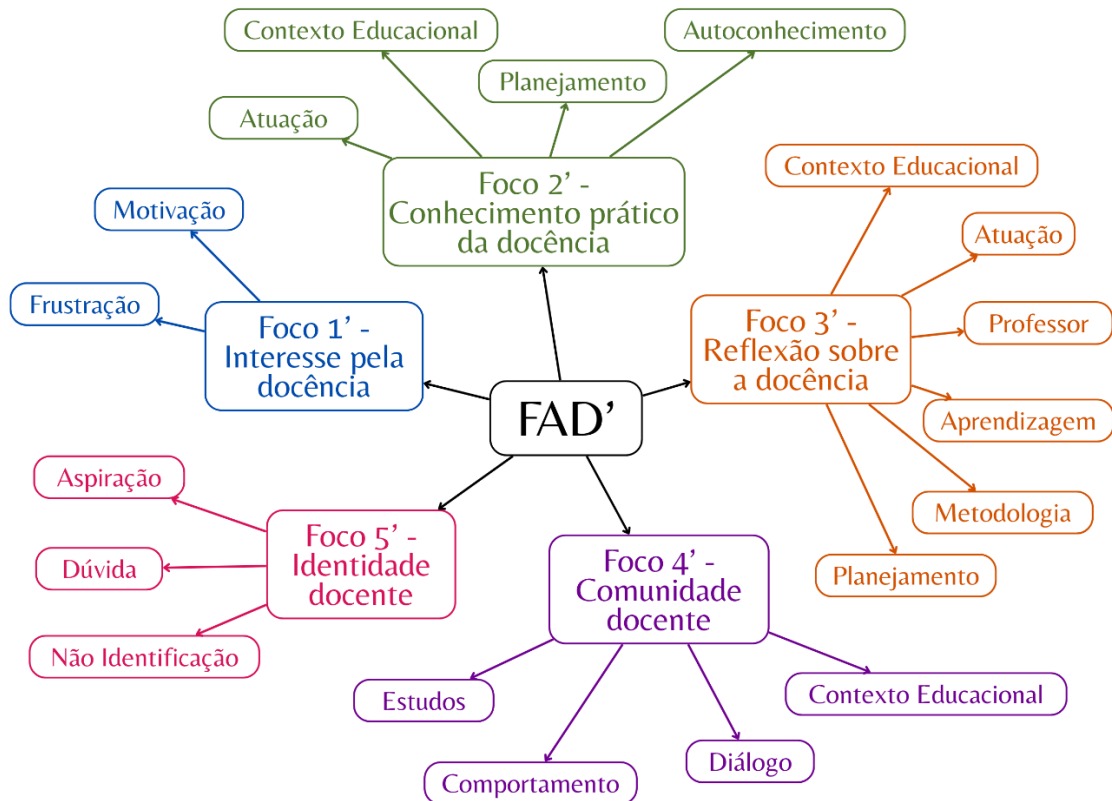 Contexto Educacional
Autoconhecimento
Planejamento
Atuação
Foco 2’ -
Conhecimento prático
da docência
Motivação
Frustração
Foco 1’ -
Interesse pela
docência
Contexto Educacional
Atuação
Professor
Foco 3’ -
Reflexão sobre
a docência
Aprendizagem
Metodologia
Planejamento
FAD’
Aspiração
Dúvida
Não Identificação
Foco 5’ -
Identidade
docente
Foco 4’ -
Comunidade
docente
Estudos
Comportamento
Diálogo
Contexto Educacional